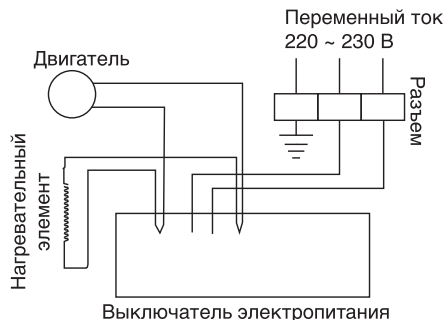 Переменный ток
220 ~ 230 В
Двигатель
Разъем
Нагревательный
элемент
Выключатель электропитания